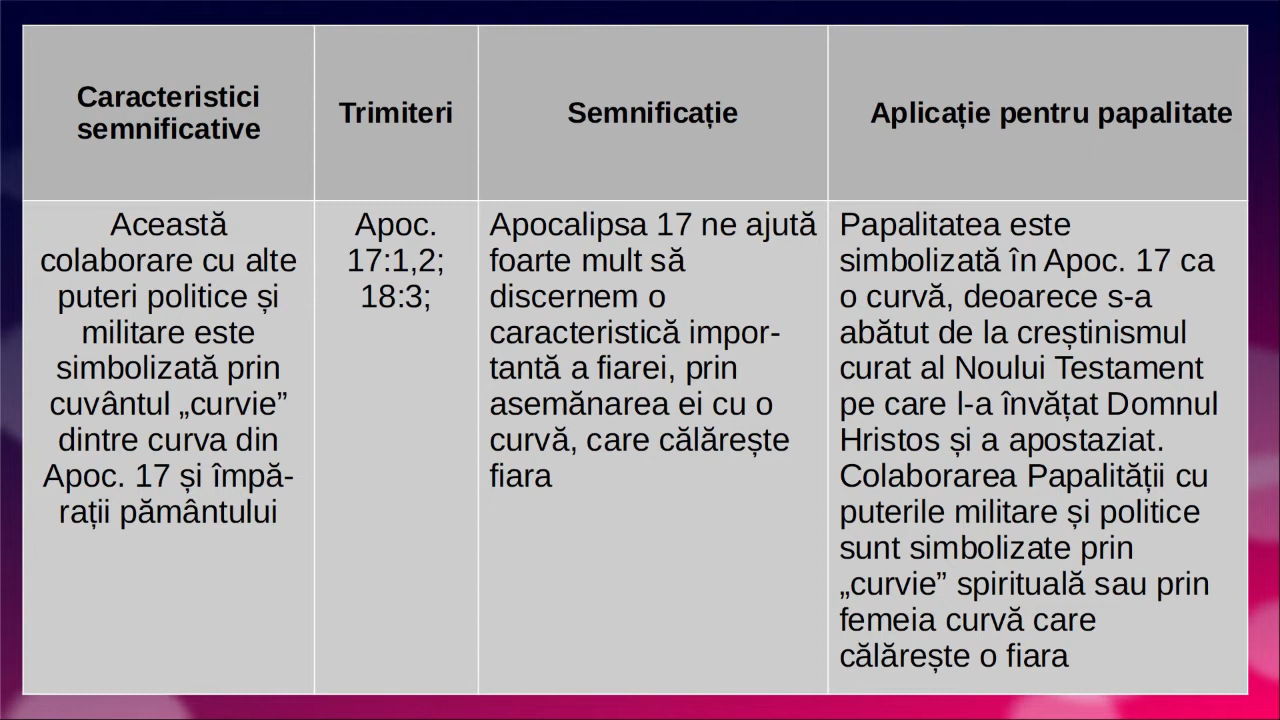 Caracteristici
semnificative
Trimiteri
Semnificație
Aplicație pentru papalitate
Această
colaborare cu alte
puteri politice și
militare este
simbolizată prin
cuvântul „curvie”
dintre curva din
Apoc. 17 și împă-
rații pământului
Apoc.
17:1,2;
18:3;
Apocalipsa 17 ne ajută
foarte mult să
discernem o
caracteristică impor-
tantă a fiarei, prin
asemănarea ei cu o
curvă, care călărește
fiara
Papalitatea este
simbolizată în Apoc. 17 ca
o curvă, deoarece s-a
abătut de la creștinismul
curat al Noului Testament
pe care l-a învățat Domnul
Hristos și a apostaziat.
Colaborarea Papalității cu
puterile militare și politice
sunt simbolizate prin
„curvie” spirituală sau prin
femeia curvă care
călărește o fiara